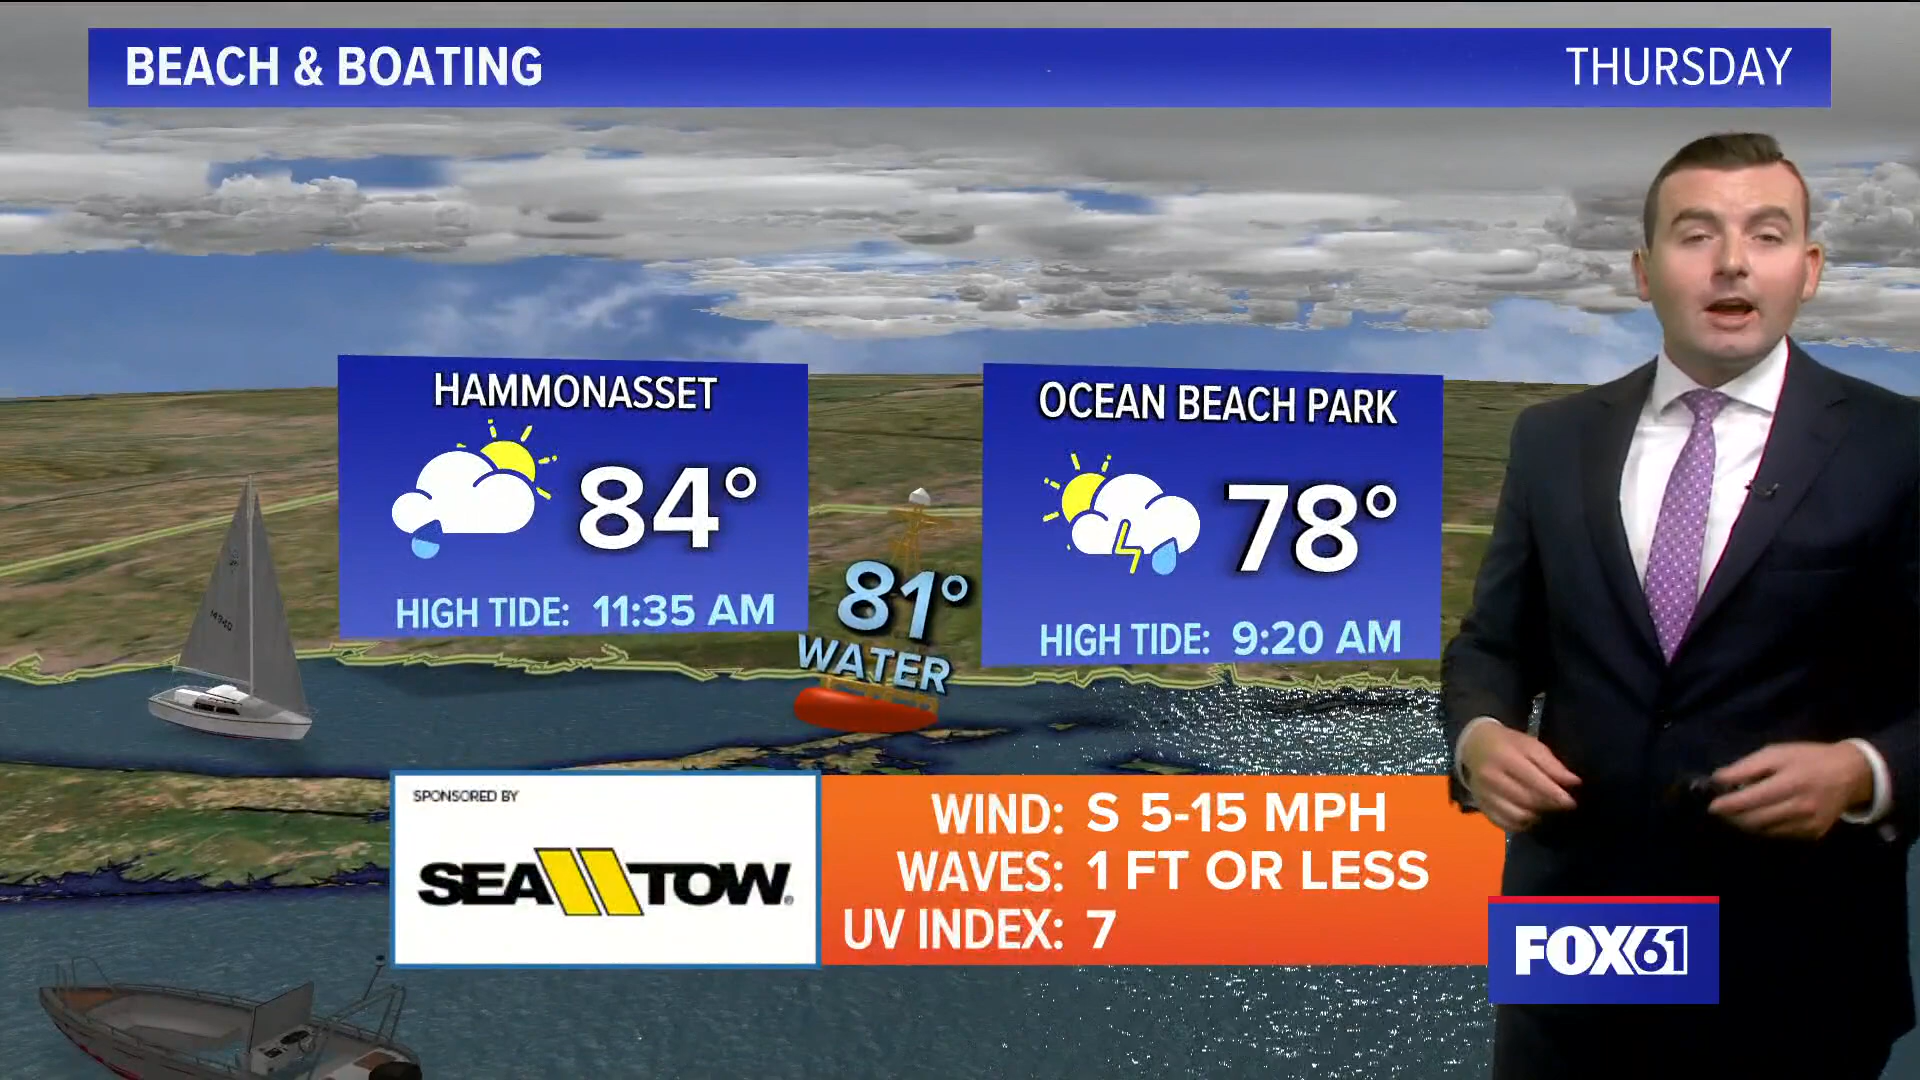 BEACH & BOATING
THURSDAY
HAMMONASSET
84°
HIGH TIDE: 11:35 AM
81°
WATER
OCEAN BEACH PARK
78°
HIGH TIDE: 9:20 AM
SPONSORED BY
SEA TOW®
WIND: S 5-15 MPH
WAVES: 1 FT OR LESS
UV INDEX: 7
FOX61